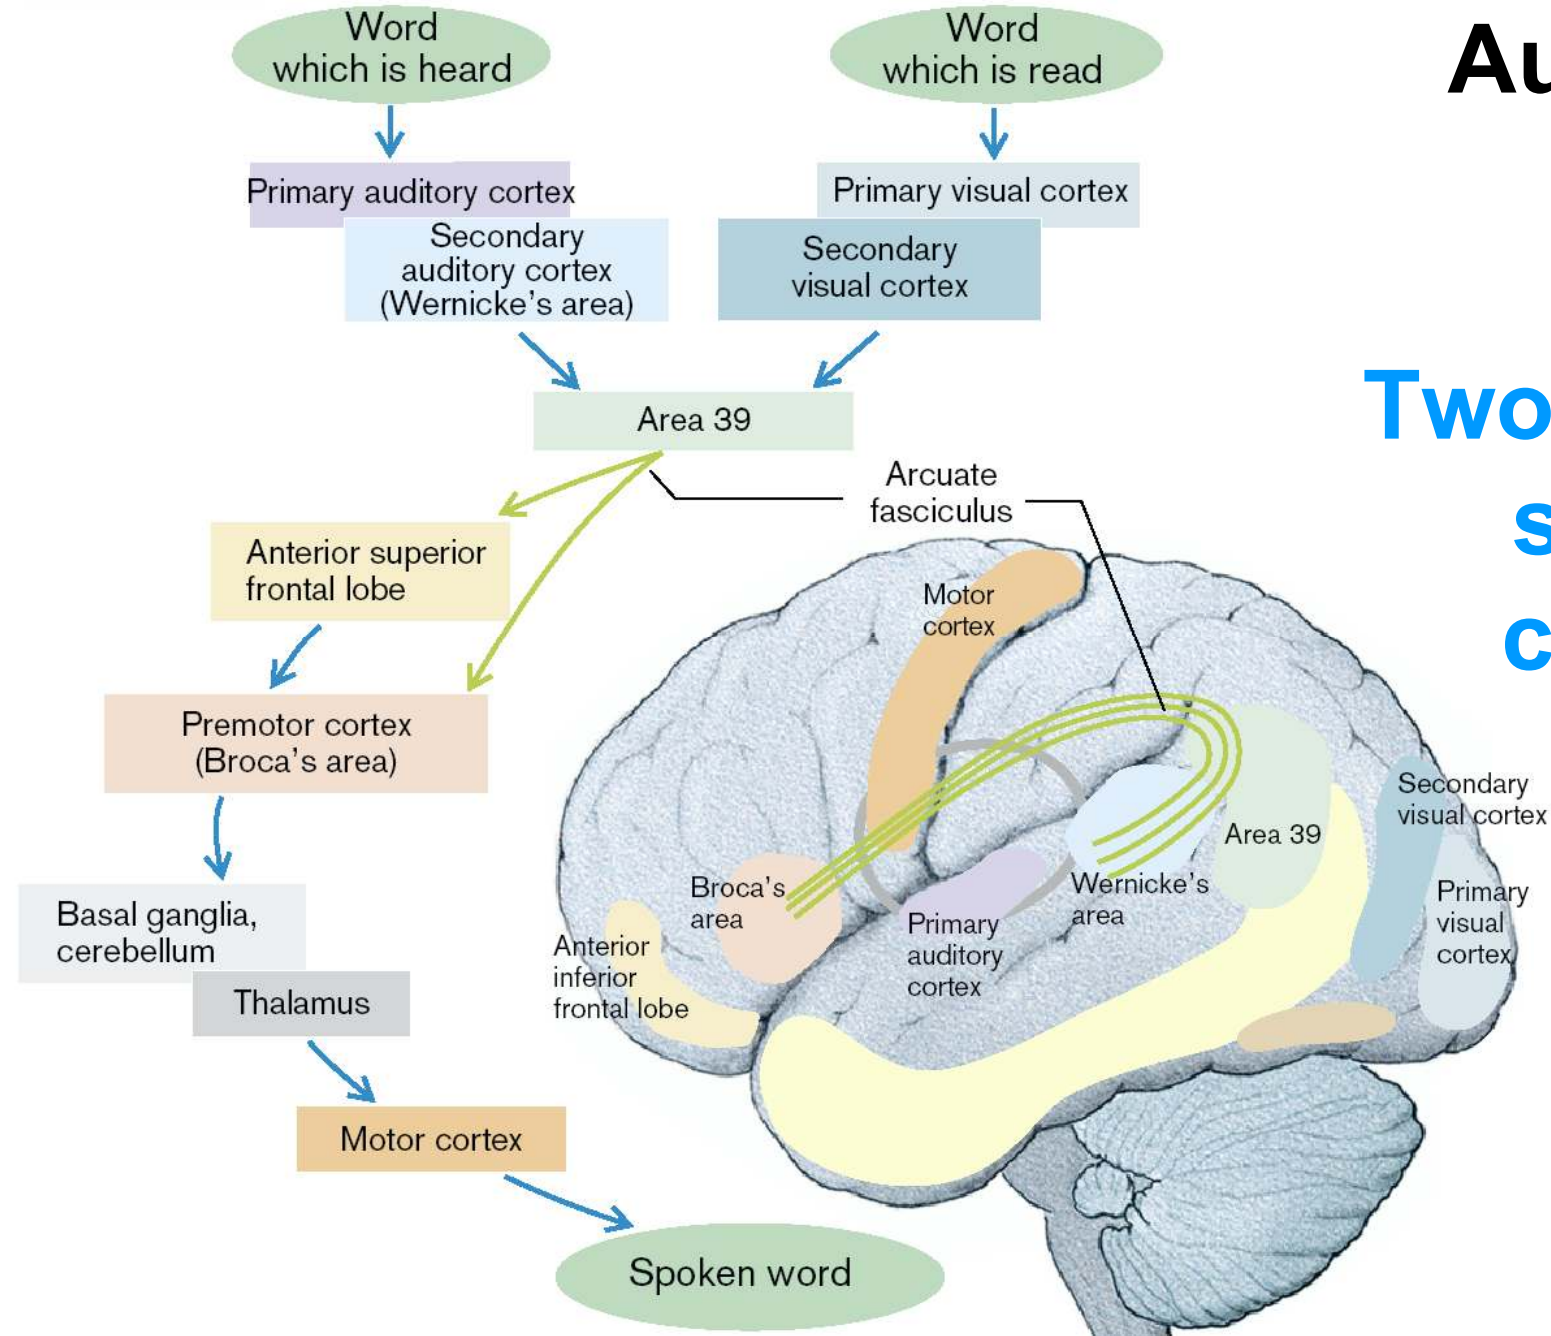 Word
which is heard
Word
which is read
Au
Primary auditory cortex
Primary visual cortex
Secondary
auditory cortex
(Wernicke's area)
Secondary
visual cortex
Two
s
c
Area 39
Arcuate
fasciculus
Anterior superior
frontal lobe
Premotor cortex
(Broca's area)
Basal ganglia,
cerebellum
Thalamus
Motor cortex
Spoken word
Motor
cortex
Secondary
visual cortex
Area 39
Broca's
area
Wernicke's
area
Primary
visual
cortex
Primary
auditory
cortex
Anterior
inferior
frontal lobe